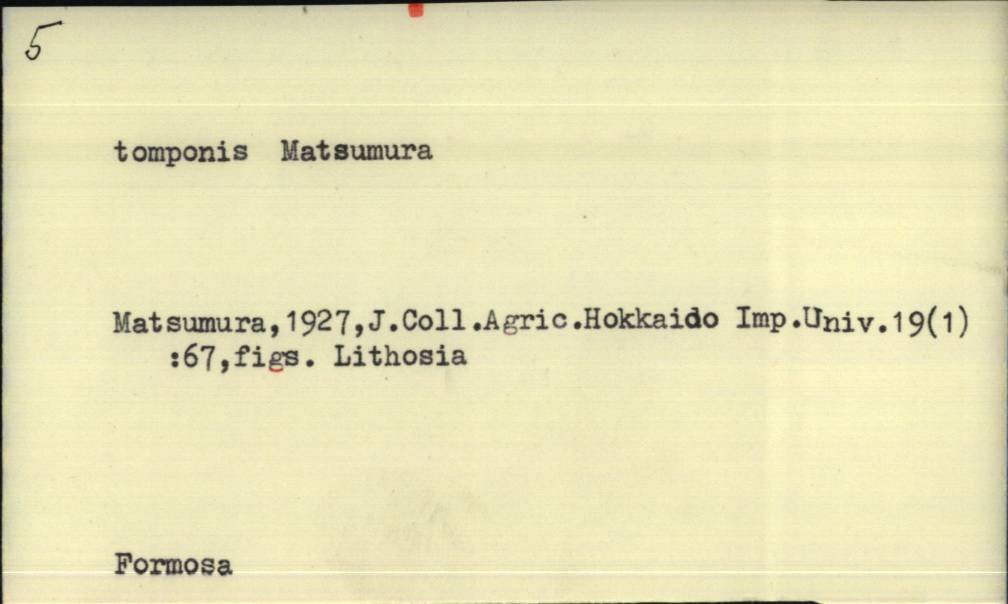 5
tomponis Matsumura
Matsumura,1927,J.Coll.Agric.Hokkaido Imp.Univ.19(1)
:67,figs. Lithosia
Formosa